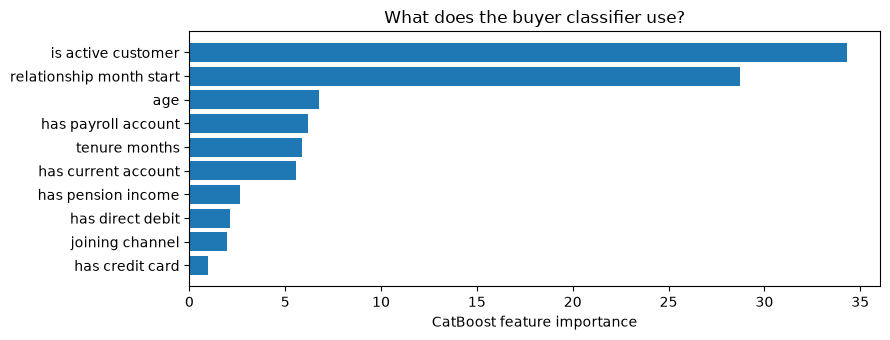 What does the buyer classifier use?
is active customer
relationship month start
age
has payroll account
tenure months
has current account
has pension income
has direct debit
joining channel
has credit card
0 5 10 15 20 25 30 35
CatBoost feature importance